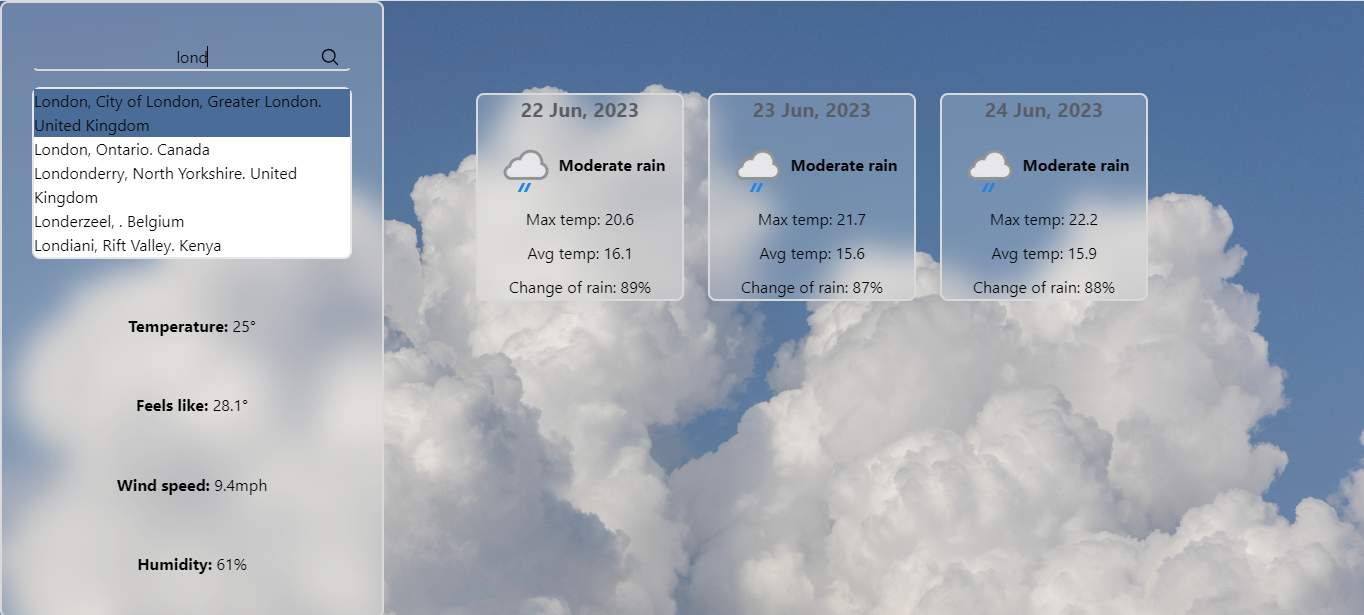 lond
London, City of London, Greater London.
United Kingdom
London, Ontario. Canada
Londonderry, North Yorkshire. United
Kingdom
Londerzeel, . Belgium
Londiani, Rift Valley. Kenya
Temperature: 25°
Feels like: 28.1°
Wind speed: 9.4mph
Humidity: 61%
22 Jun, 2023
Moderate rain
Max temp: 20.6
Avg temp: 16.1
Change of rain: 89%
23 Jun, 2023
Moderate rain
Max temp: 21.7
Avg temp: 15.6
Change of rain: 87%
24 Jun, 2023
Moderate rain
Max temp: 22.2
Avg temp: 15.9
Change of rain: 88%